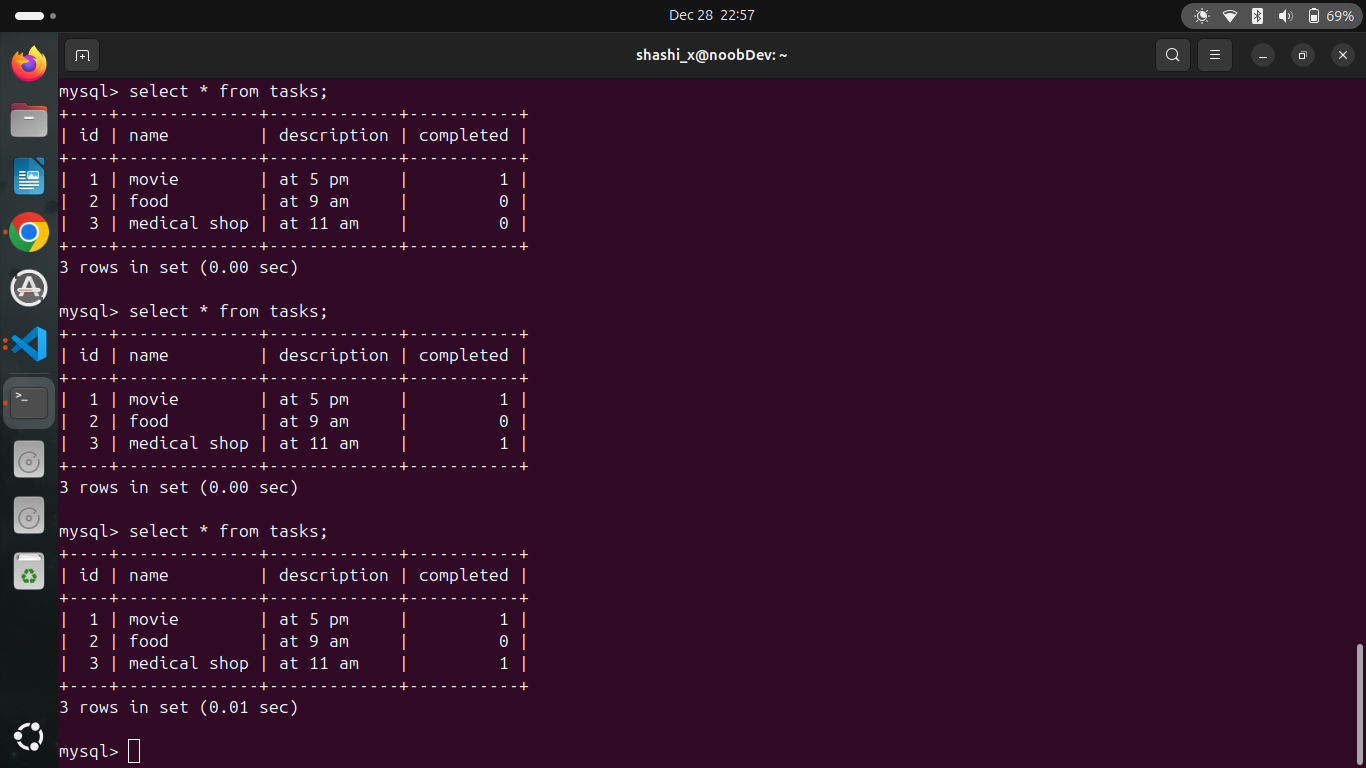 Dec 28  22:57
69%
shashi_x@noobDev: ~
mysql> select * from tasks;
+----+--------------+-------------+-----------+
| id | name         | description | completed |
+----+--------------+-------------+-----------+
|  1 | movie        | at 5 pm     |         1 |
|  2 | food         | at 9 am     |         0 |
|  3 | medical shop | at 11 am    |         0 |
+----+--------------+-------------+-----------+
3 rows in set (0.00 sec)

mysql> select * from tasks;
+----+--------------+-------------+-----------+
| id | name         | description | completed |
+----+--------------+-------------+-----------+
|  1 | movie        | at 5 pm     |         1 |
|  2 | food         | at 9 am     |         0 |
|  3 | medical shop | at 11 am    |         1 |
+----+--------------+-------------+-----------+
3 rows in set (0.00 sec)

mysql> select * from tasks;
+----+--------------+-------------+-----------+
| id | name         | description | completed |
+----+--------------+-------------+-----------+
|  1 | movie        | at 5 pm     |         1 |
|  2 | food         | at 9 am     |         0 |
|  3 | medical shop | at 11 am    |         1 |
+----+--------------+-------------+-----------+
3 rows in set (0.01 sec)

mysql>